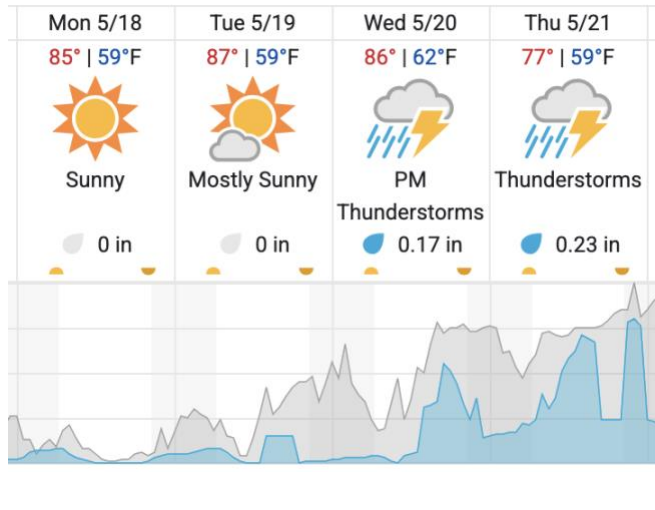 Mon 5/18 Tue 5/19 Wed 5/20 Thu 5/21
85° | 59°F 87° | 59°F 86° | 62°F 77° | 59°F
Sunny Mostly Sunny PM Thunderstorms
Thunderstorms
0 in 0 in 0.17 in 0.23 in